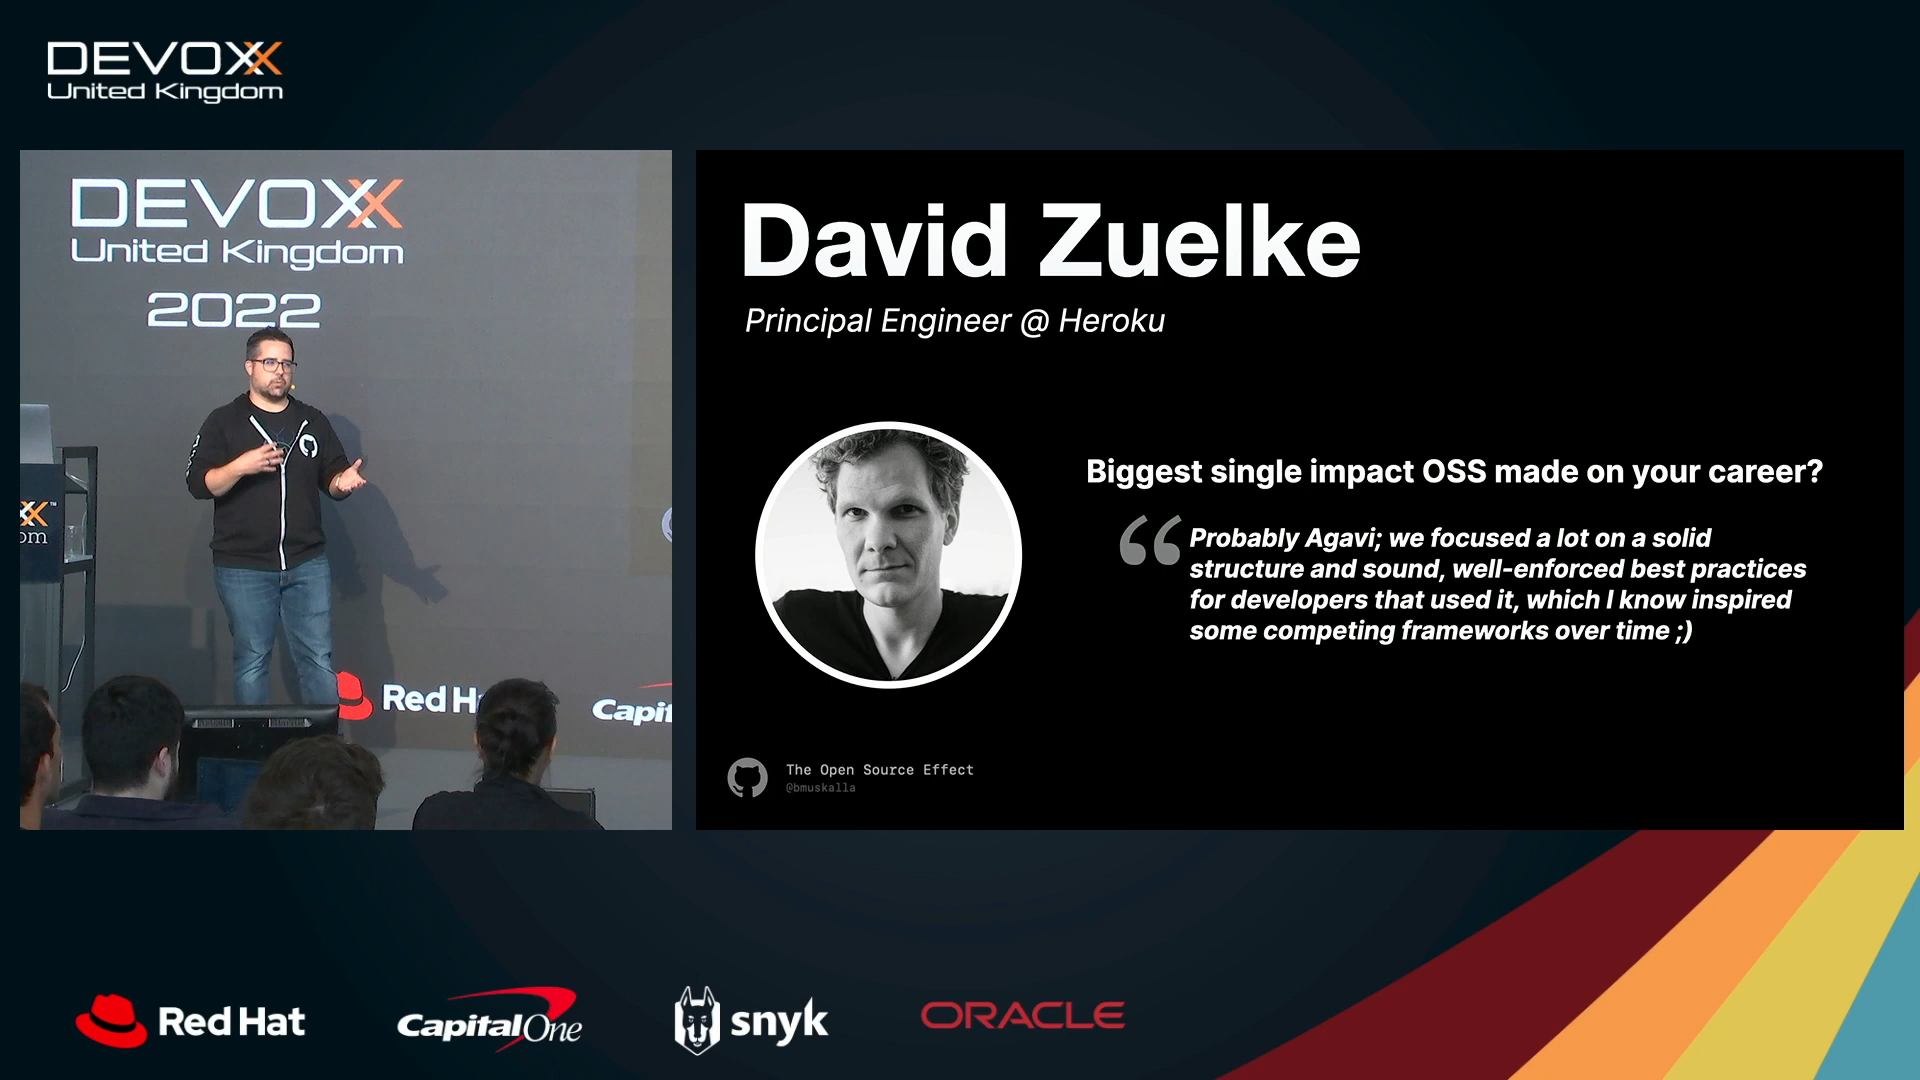 DEVOXX
United Kingdom
DEVOXX
United Kingdom
2022
XX™
om
Red H
Capit
David Zuelke
Principal Engineer @ Heroku
Biggest single impact OSS made on your career?
“ Probably Agavi; we focused a lot on a solid
structure and sound, well-enforced best practices
for developers that used it, which I know inspired
some competing frameworks over time ;)
The Open Source Effect
@bmuskalla
Red Hat
CapitalOne
snyk
ORACLE